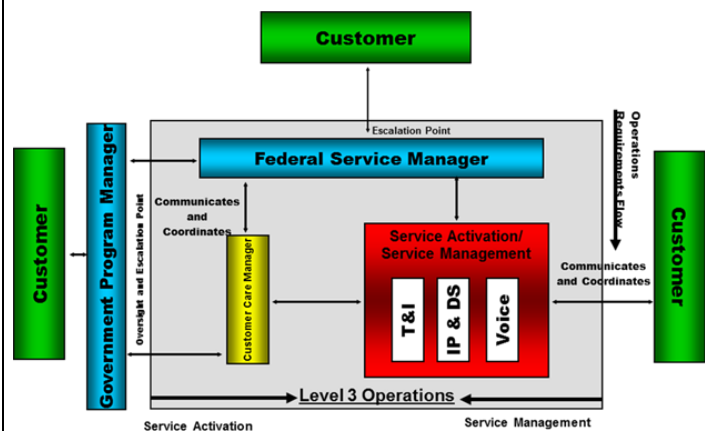 Customer
Escalation Point
Federal Service Manager
Operations
Requirements Flow
Customer
Government Program Manager
Oversight and Escalation Point
Communicates
and
Coordinates
Customer Care Manager
Service Activation/
Service Management
T&I
IP & DS
Voice
Communicates
and Coordinates
Customer
Level 3 Operations
Service Activation
Service Management